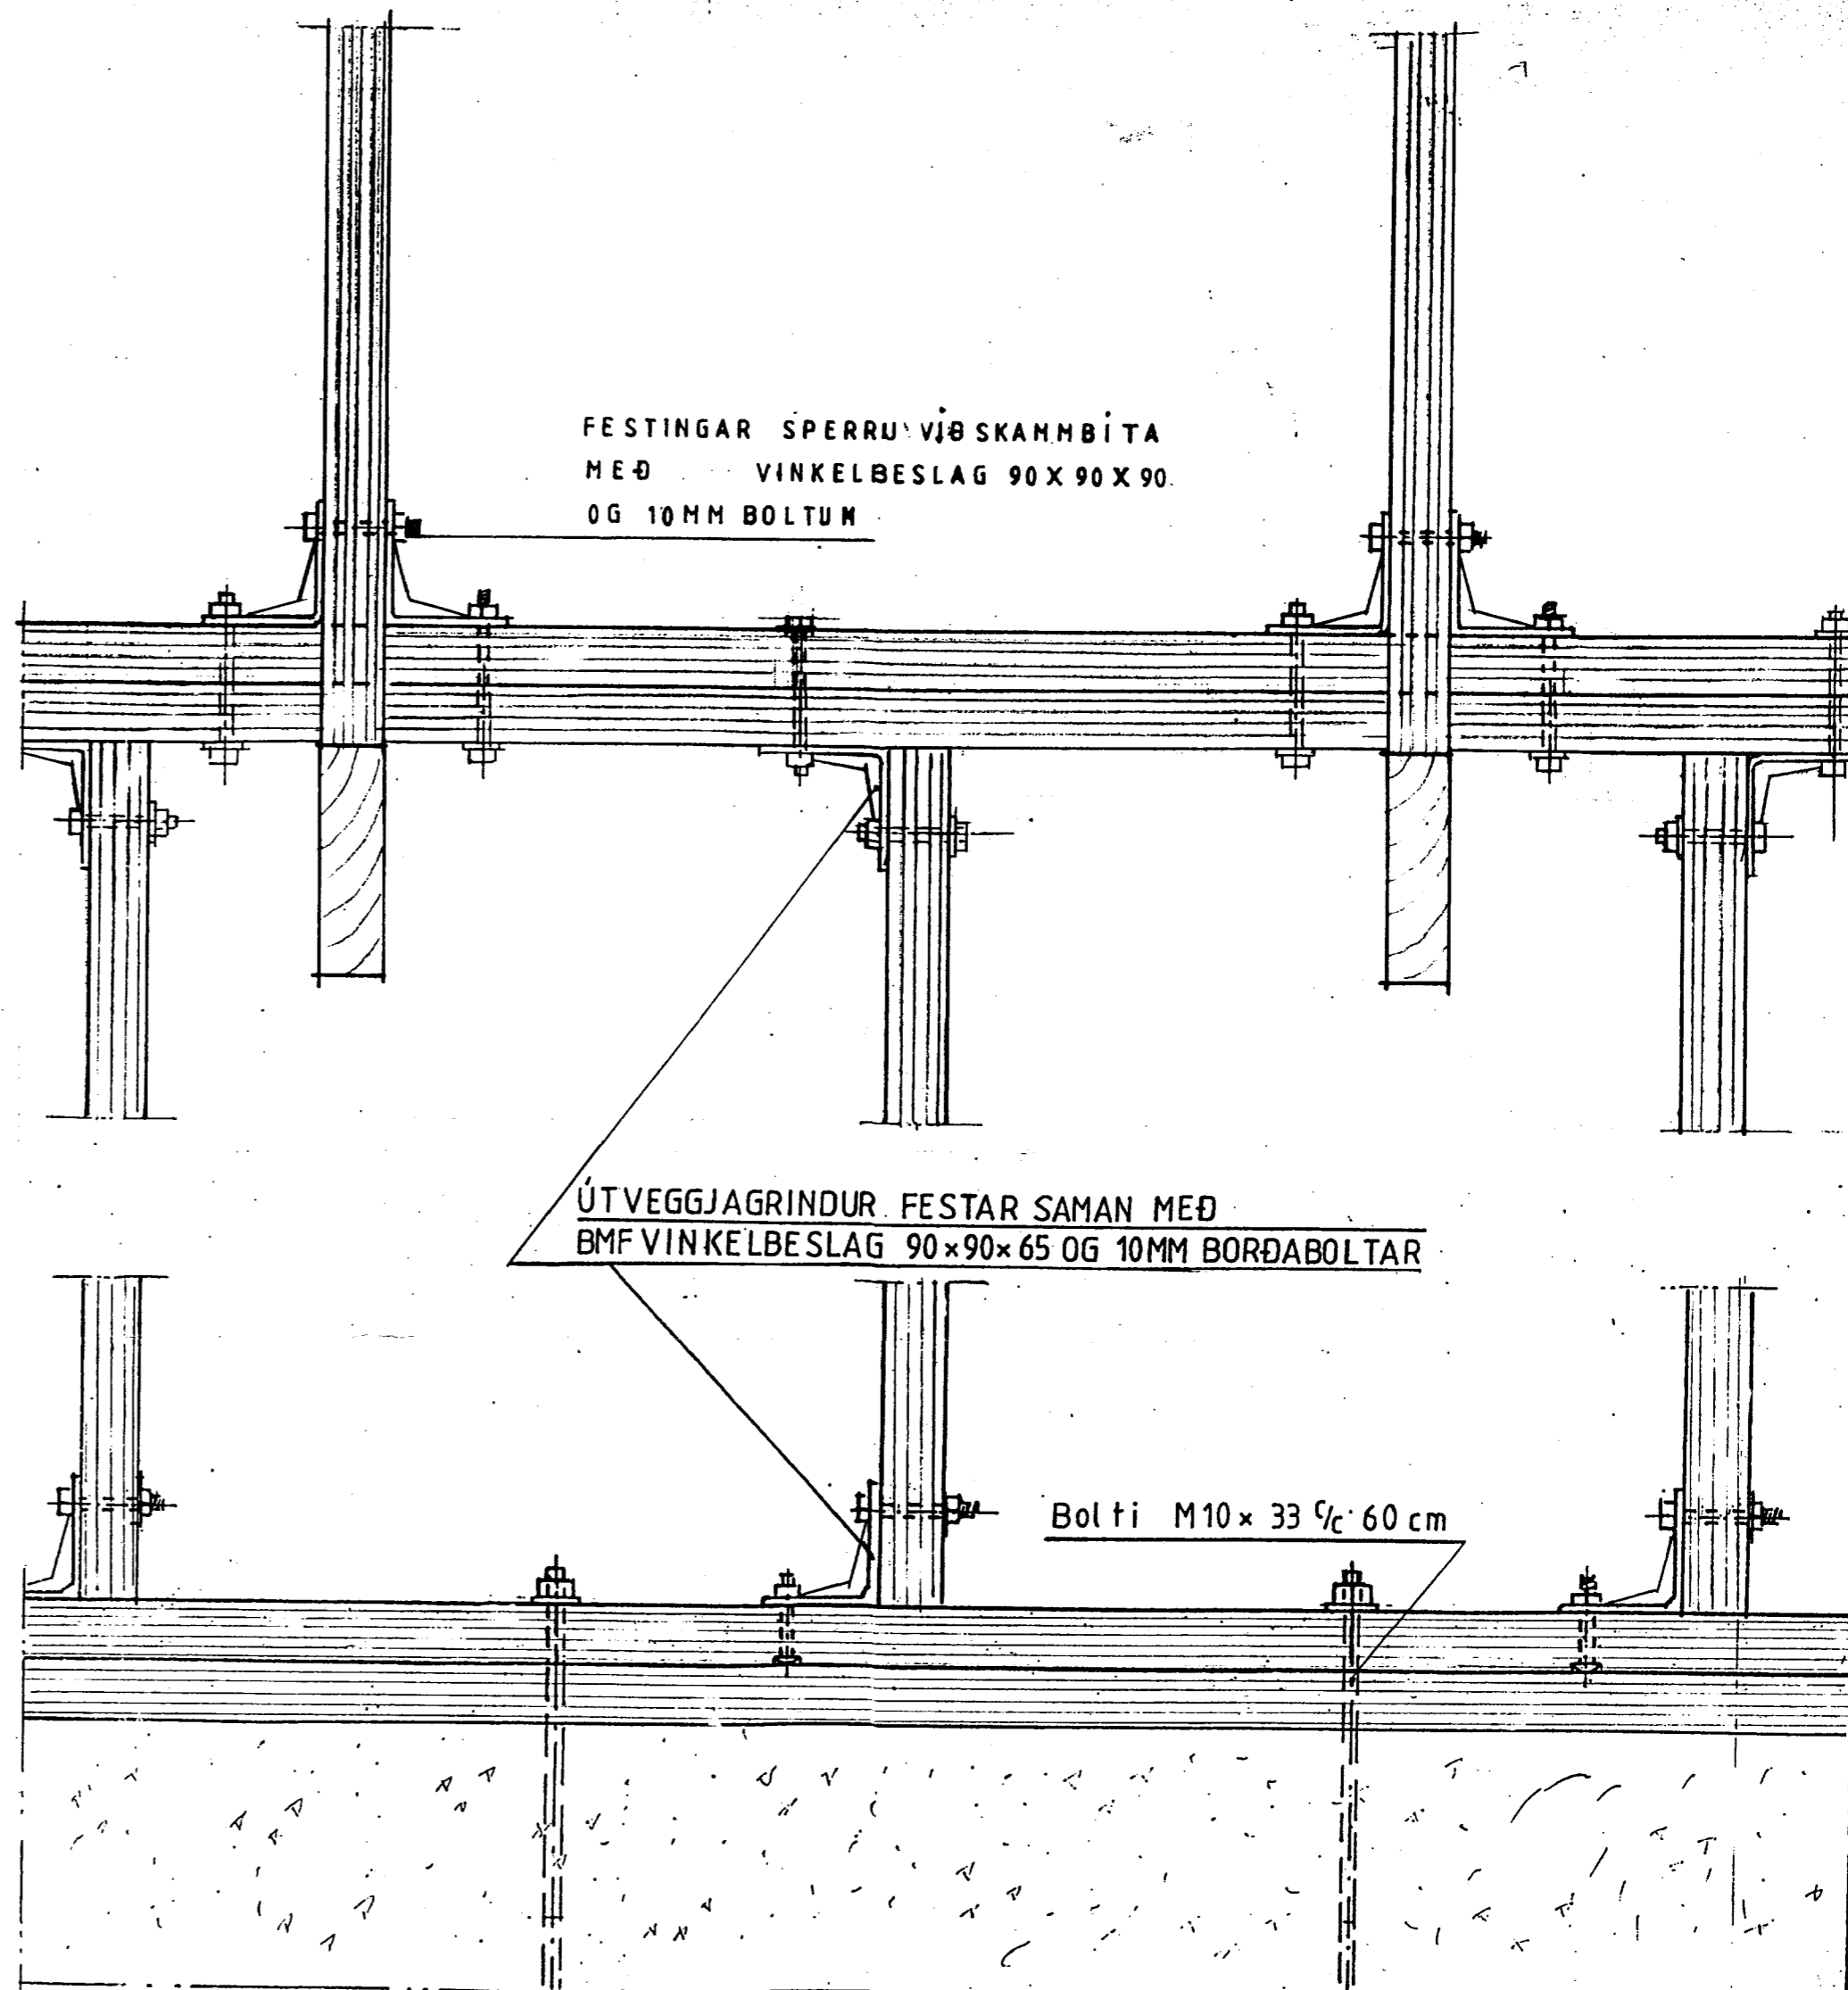 FESTINGAR SPERRU VIÐ SKAMMBÍTA
MEÐ VINKELBESLAG 90 X 90 X 90
OG 10MM BOLTUM
ÚTVEGGJAGRINDUR FESTAR SAMAN MEÐ
BMF VINKELBESLAG 90×90×65 OG 10MM BORÐABOLTAR
Bolti M10 × 33 c/c 60 cm